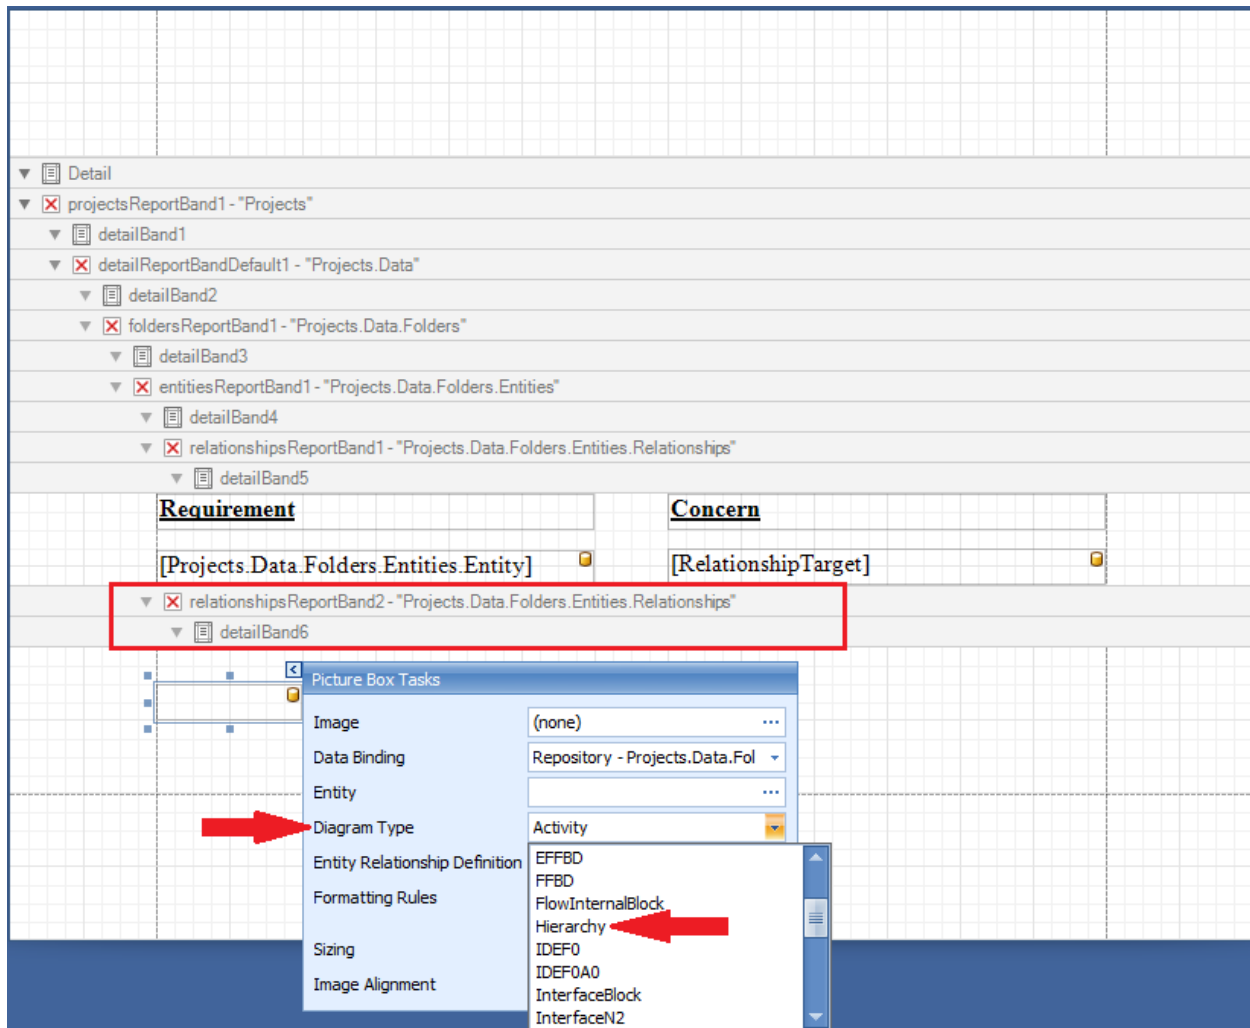 Detail
projectsReportBand1 - "Projects"
detailBand1
detailReportBandDefault1 - "Projects.Data"
detailBand2
foldersReportBand1 - "Projects.Data.Folders"
detailBand3
entitiesReportBand1 - "Projects.Data.Folders.Entities"
detailBand4
relationshipsReportBand1 - "Projects.Data.Folders.Entities.Relationships"
detailBand5
Requirement Concern
[Projects.Data.Folders.Entities.Entity] [RelationshipTarget]
relationshipsReportBand2 - "Projects.Data.Folders.Entities.Relationships"
detailBand6
Picture Box Tasks
Image (none) ...
Data Binding Repository - Projects.Data.Fol
Entity ...
Diagram Type Activity
Entity Relationship Definition
Formatting Rules
Sizing
Image Alignment
EFFBD
FFBD
FlowInternalBlock
Hierarchy
IDEF0
IDEF0A0
InterfaceBlock
InterfaceN2